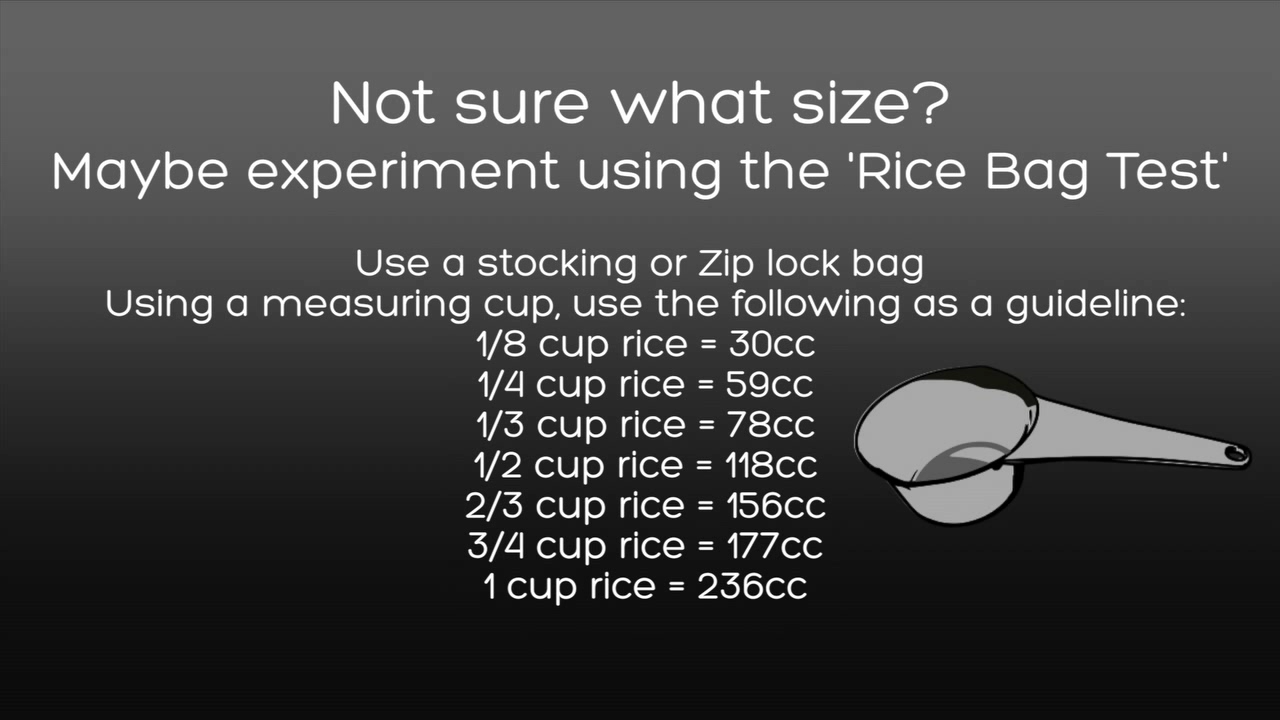 Not sure what size?
Maybe experiment using the 'Rice Bag Test'
Use a stocking or Zip lock bag
Using a measuring cup, use the following as a guideline:
1/8 cup rice = 30cc
1/4 cup rice = 59cc
1/3 cup rice = 78cc
1/2 cup rice = 118cc
2/3 cup rice = 156cc
3/4 cup rice = 177cc
1 cup rice = 236cc